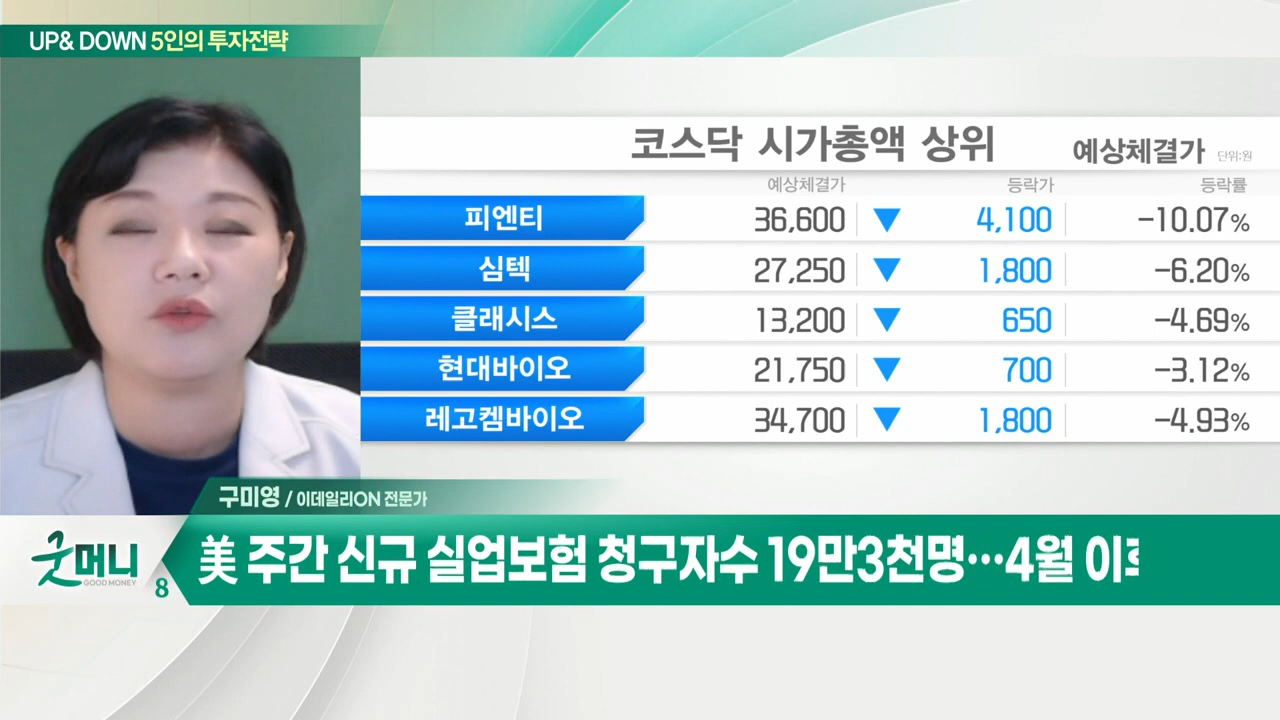 UP& DOWN 5인의 투자전략
코스닥 시가총액 상위 예상체결가 단위:원
예상체결가 등락가 등락률
피엔티 36,600 ▼ 4,100 -10.07%
심텍 27,250 ▼ 1,800 -6.20%
클래시스 13,200 ▼ 650 -4.69%
현대바이오 21,750 ▼ 700 -3.12%
레고켐바이오 34,700 ▼ 1,800 -4.93%
구미영 / 이데일리ON 전문가
굿머니
GOOD MONEY
8
美 주간 신규 실업보험 청구자수 19만3천명…4월 이